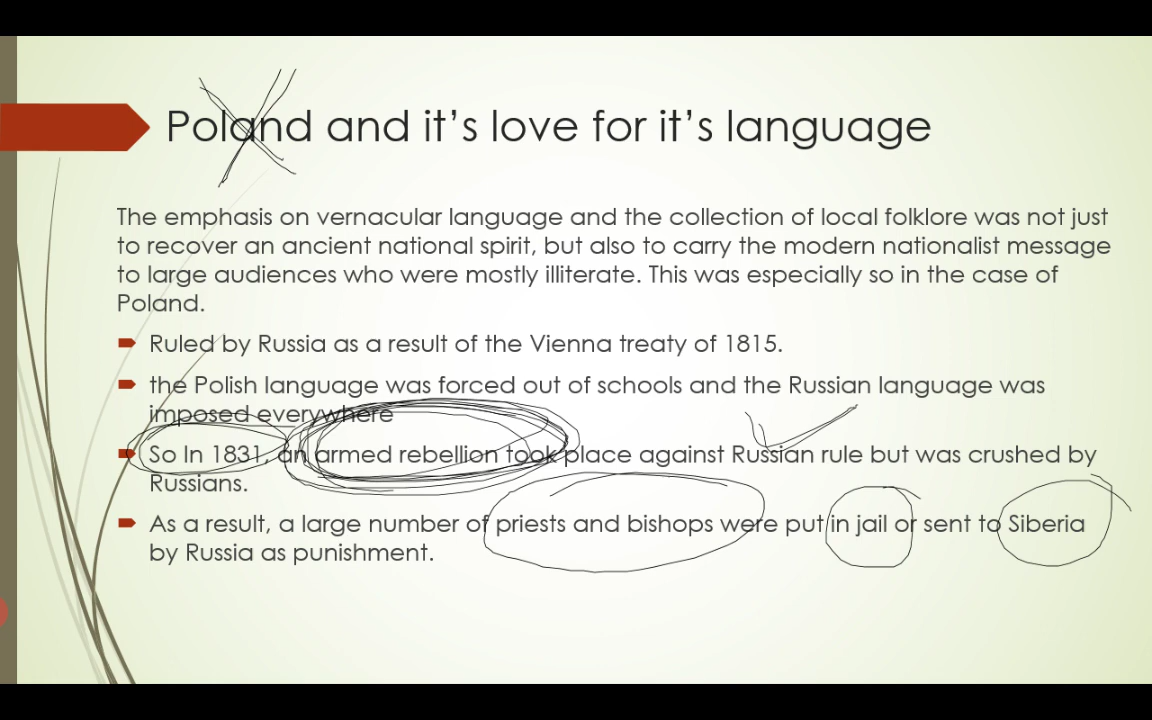 Poland and it's love for it's language
The emphasis on vernacular language and the collection of local folklore was not just
to recover an ancient national spirit, but also to carry the modern nationalist message
to large audiences who were mostly illiterate. This was especially so in the case of
Poland.
Ruled by Russia as a result of the Vienna treaty of 1815.
the Polish language was forced out of schools and the Russian language was
imposed everywhere
So In 1831, an armed rebellion took place against Russian rule but was crushed by
Russians.
As a result, a large number of priests and bishops were put in jail or sent to Siberia
by Russia as punishment.